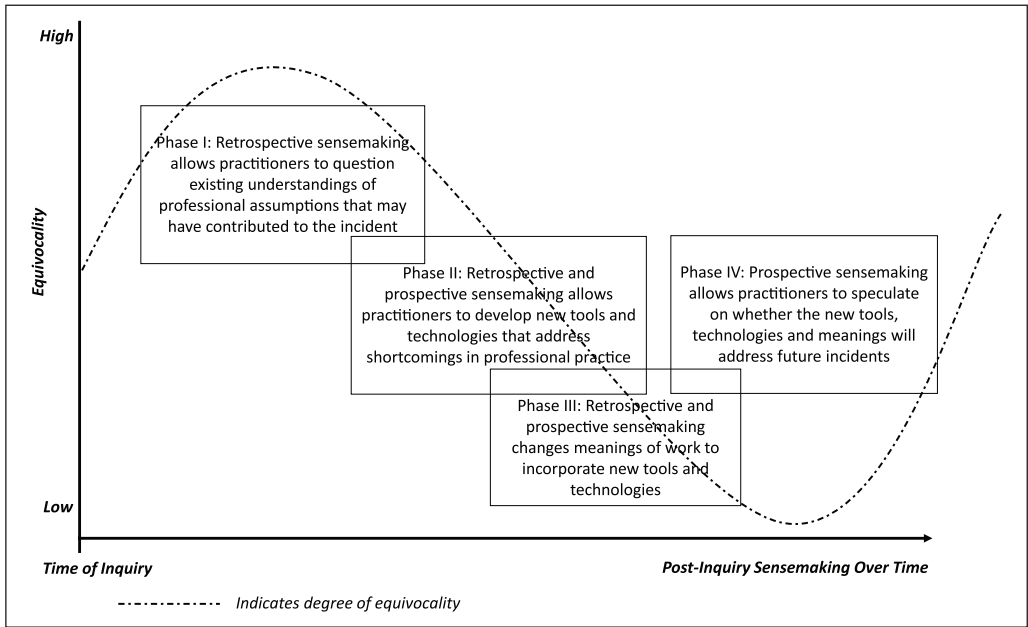 High
Phase I: Retrospective sensemaking
allows practitioners to question
existing understandings of
professional assumptions that may
have contributed to the incident
Equivocality
Phase II: Retrospective and
prospective sensemaking allows
practitioners to develop new tools and
technologies that address
shortcomings in professional practice
Phase IV: Prospective sensemaking
allows practitioners to speculate
on whether the new tools,
technologies and meanings will
address future incidents
Phase III: Retrospective and
prospective sensemaking
changes meanings of work to
incorporate new tools and
technologies
Low
Time of Inquiry
Post-Inquiry Sensemaking Over Time
Indicates degree of equivocality